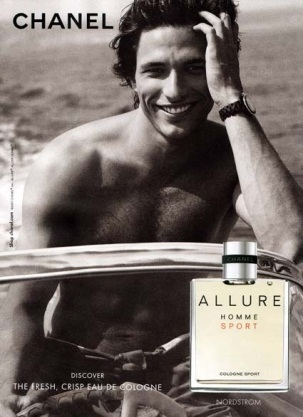 CHANEL
CHANEL
ALLURE
HOMME
SPORT
COLOGNE SPORT
DISCOVER
THE FRESH, CRISP EAU DE COLOGNE
NORDSTROM